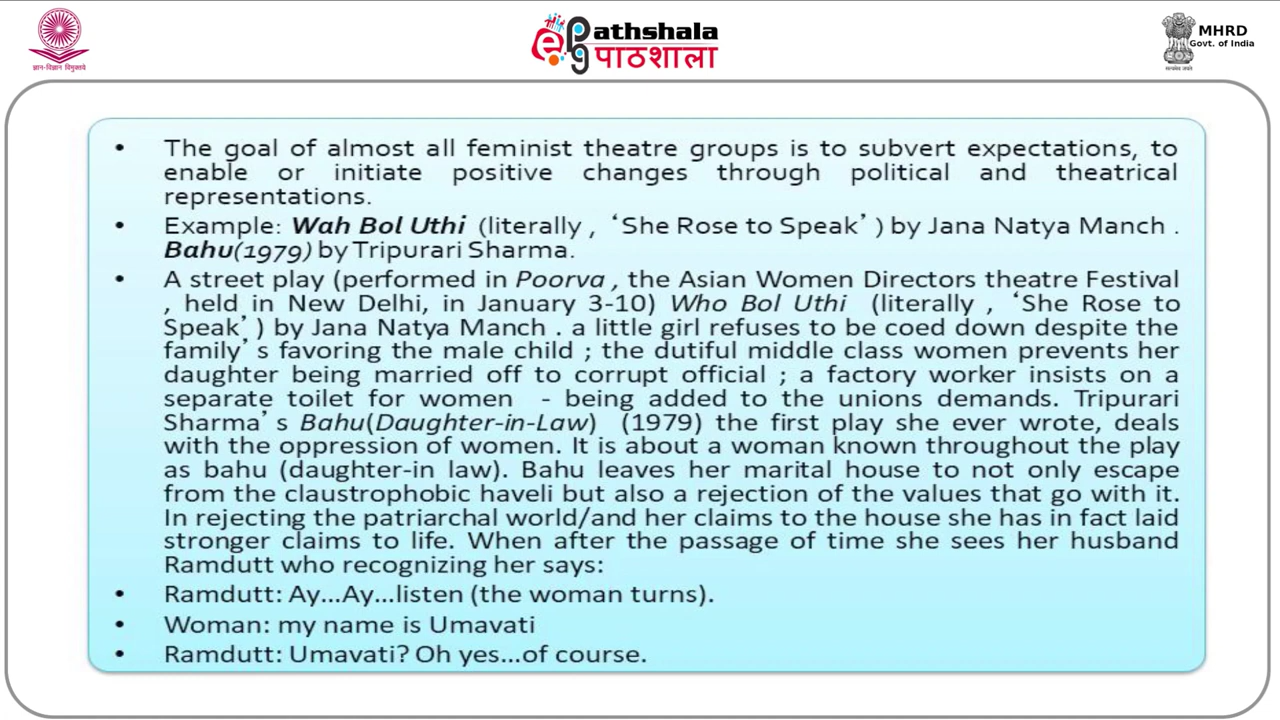 ज्ञान-विज्ञान विमुक्तये
epg Pathshala
पाठशाला
MHRD
Govt. of India
सत्यमेव जयते
• The goal of almost all feminist theatre groups is to subvert expectations, to
enable or initiate positive changes through political and theatrical
representations.
• Example: Wah Bol Uthi (literally , ‘She Rose to Speak’ ) by Jana Natya Manch .
Bahu(1979) by Tripurari Sharma.
• A street play (performed in Poorva , the Asian Women Directors theatre Festival
, held in New Delhi, in January 3-10) Who Bol Uthi (literally , ‘She Rose to
Speak’ ) by Jana Natya Manch . a little girl refuses to be coed down despite the
family’ s favoring the male child ; the dutiful middle class women prevents her
daughter being married off to corrupt official ; a factory worker insists on a
separate toilet for women - being added to the unions demands. Tripurari
Sharma’ s Bahu(Daughter-in-Law) (1979) the first play she ever wrote, deals
with the oppression of women. It is about a woman known throughout the play
as bahu (daughter-in law). Bahu leaves her marital house to not only escape
from the claustrophobic haveli but also a rejection of the values that go with it.
In rejecting the patriarchal world/and her claims to the house she has in fact laid
stronger claims to life. When after the passage of time she sees her husband
Ramdutt who recognizing her says:
• Ramdutt: Ay...Ay...listen (the woman turns).
• Woman: my name is Umavati
• Ramdutt: Umavati? Oh yes...of course.